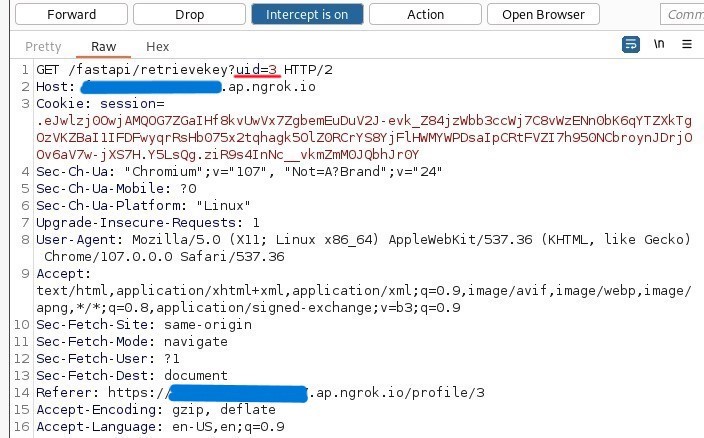 Forward Drop Intercept is on Action Open Browser Comm
Pretty Raw Hex \n
1 GET /fastapi/retrievekey?uid=3 HTTP/2
2 Host: .ap.ngrok.io
3 Cookie: session=
.eJwlzjOOwjAMQOG7ZGaIHf8kvUwVx7ZgbemEuDuV2J-evk_Z84jzWbb3ccWj7C8vWzENn0bK6qYTZXkTg
OzVKZBaI1IFDFwyqrRsHb075x2tqhagk5OlZORCrYS8YjFlHWMYWPDsaIpCRtFVZI7h950NCbroynJDrjO
Ov6aV7w-jXS7H.Y5LsQg.ziR9s4InNc__vkmZmM0JQbhJr0Y
4 Sec-Ch-Ua: "Chromium";v="107", "Not=A?Brand";v="24"
5 Sec-Ch-Ua-Mobile: ?0
6 Sec-Ch-Ua-Platform: "Linux"
7 Upgrade-Insecure-Requests: 1
8 User-Agent: Mozilla/5.0 (X11; Linux x86_64) AppleWebKit/537.36 (KHTML, like Gecko)
Chrome/107.0.0.0 Safari/537.36
9 Accept:
text/html,application/xhtml+xml,application/xml;q=0.9,image/avif,image/webp,image/
apng,*/*;q=0.8,application/signed-exchange;v=b3;q=0.9
10 Sec-Fetch-Site: same-origin
11 Sec-Fetch-Mode: navigate
12 Sec-Fetch-User: ?1
13 Sec-Fetch-Dest: document
14 Referer: https:// .ap.ngrok.io/profile/3
15 Accept-Encoding: gzip, deflate
16 Accept-Language: en-US,en;q=0.9